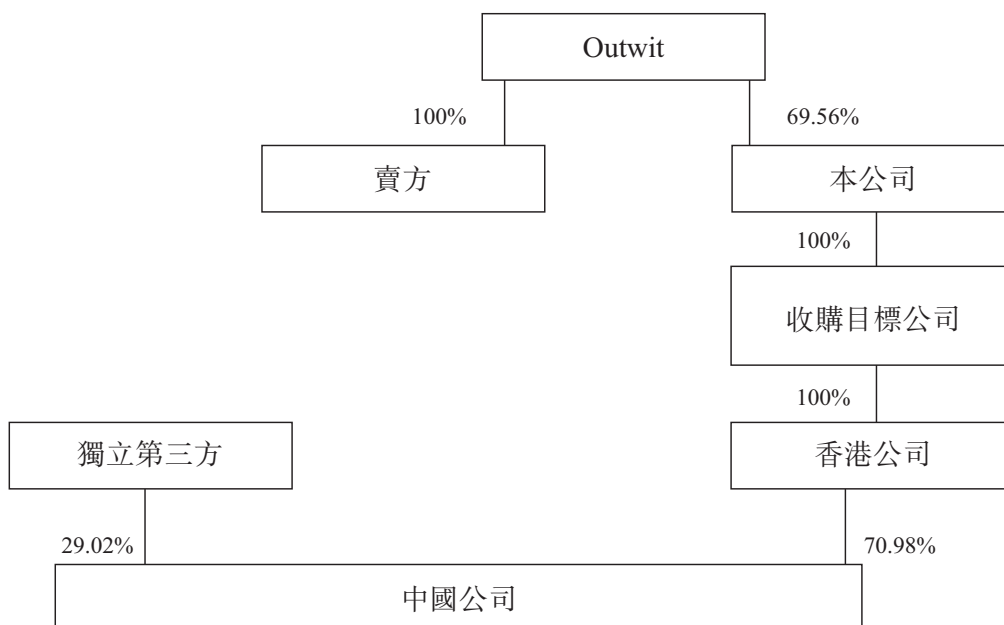 Outwit
100%
69.56%
賣方
本公司
100%
收購目標公司
100%
獨立第三方
香港公司
29.02%
70.98%
中國公司